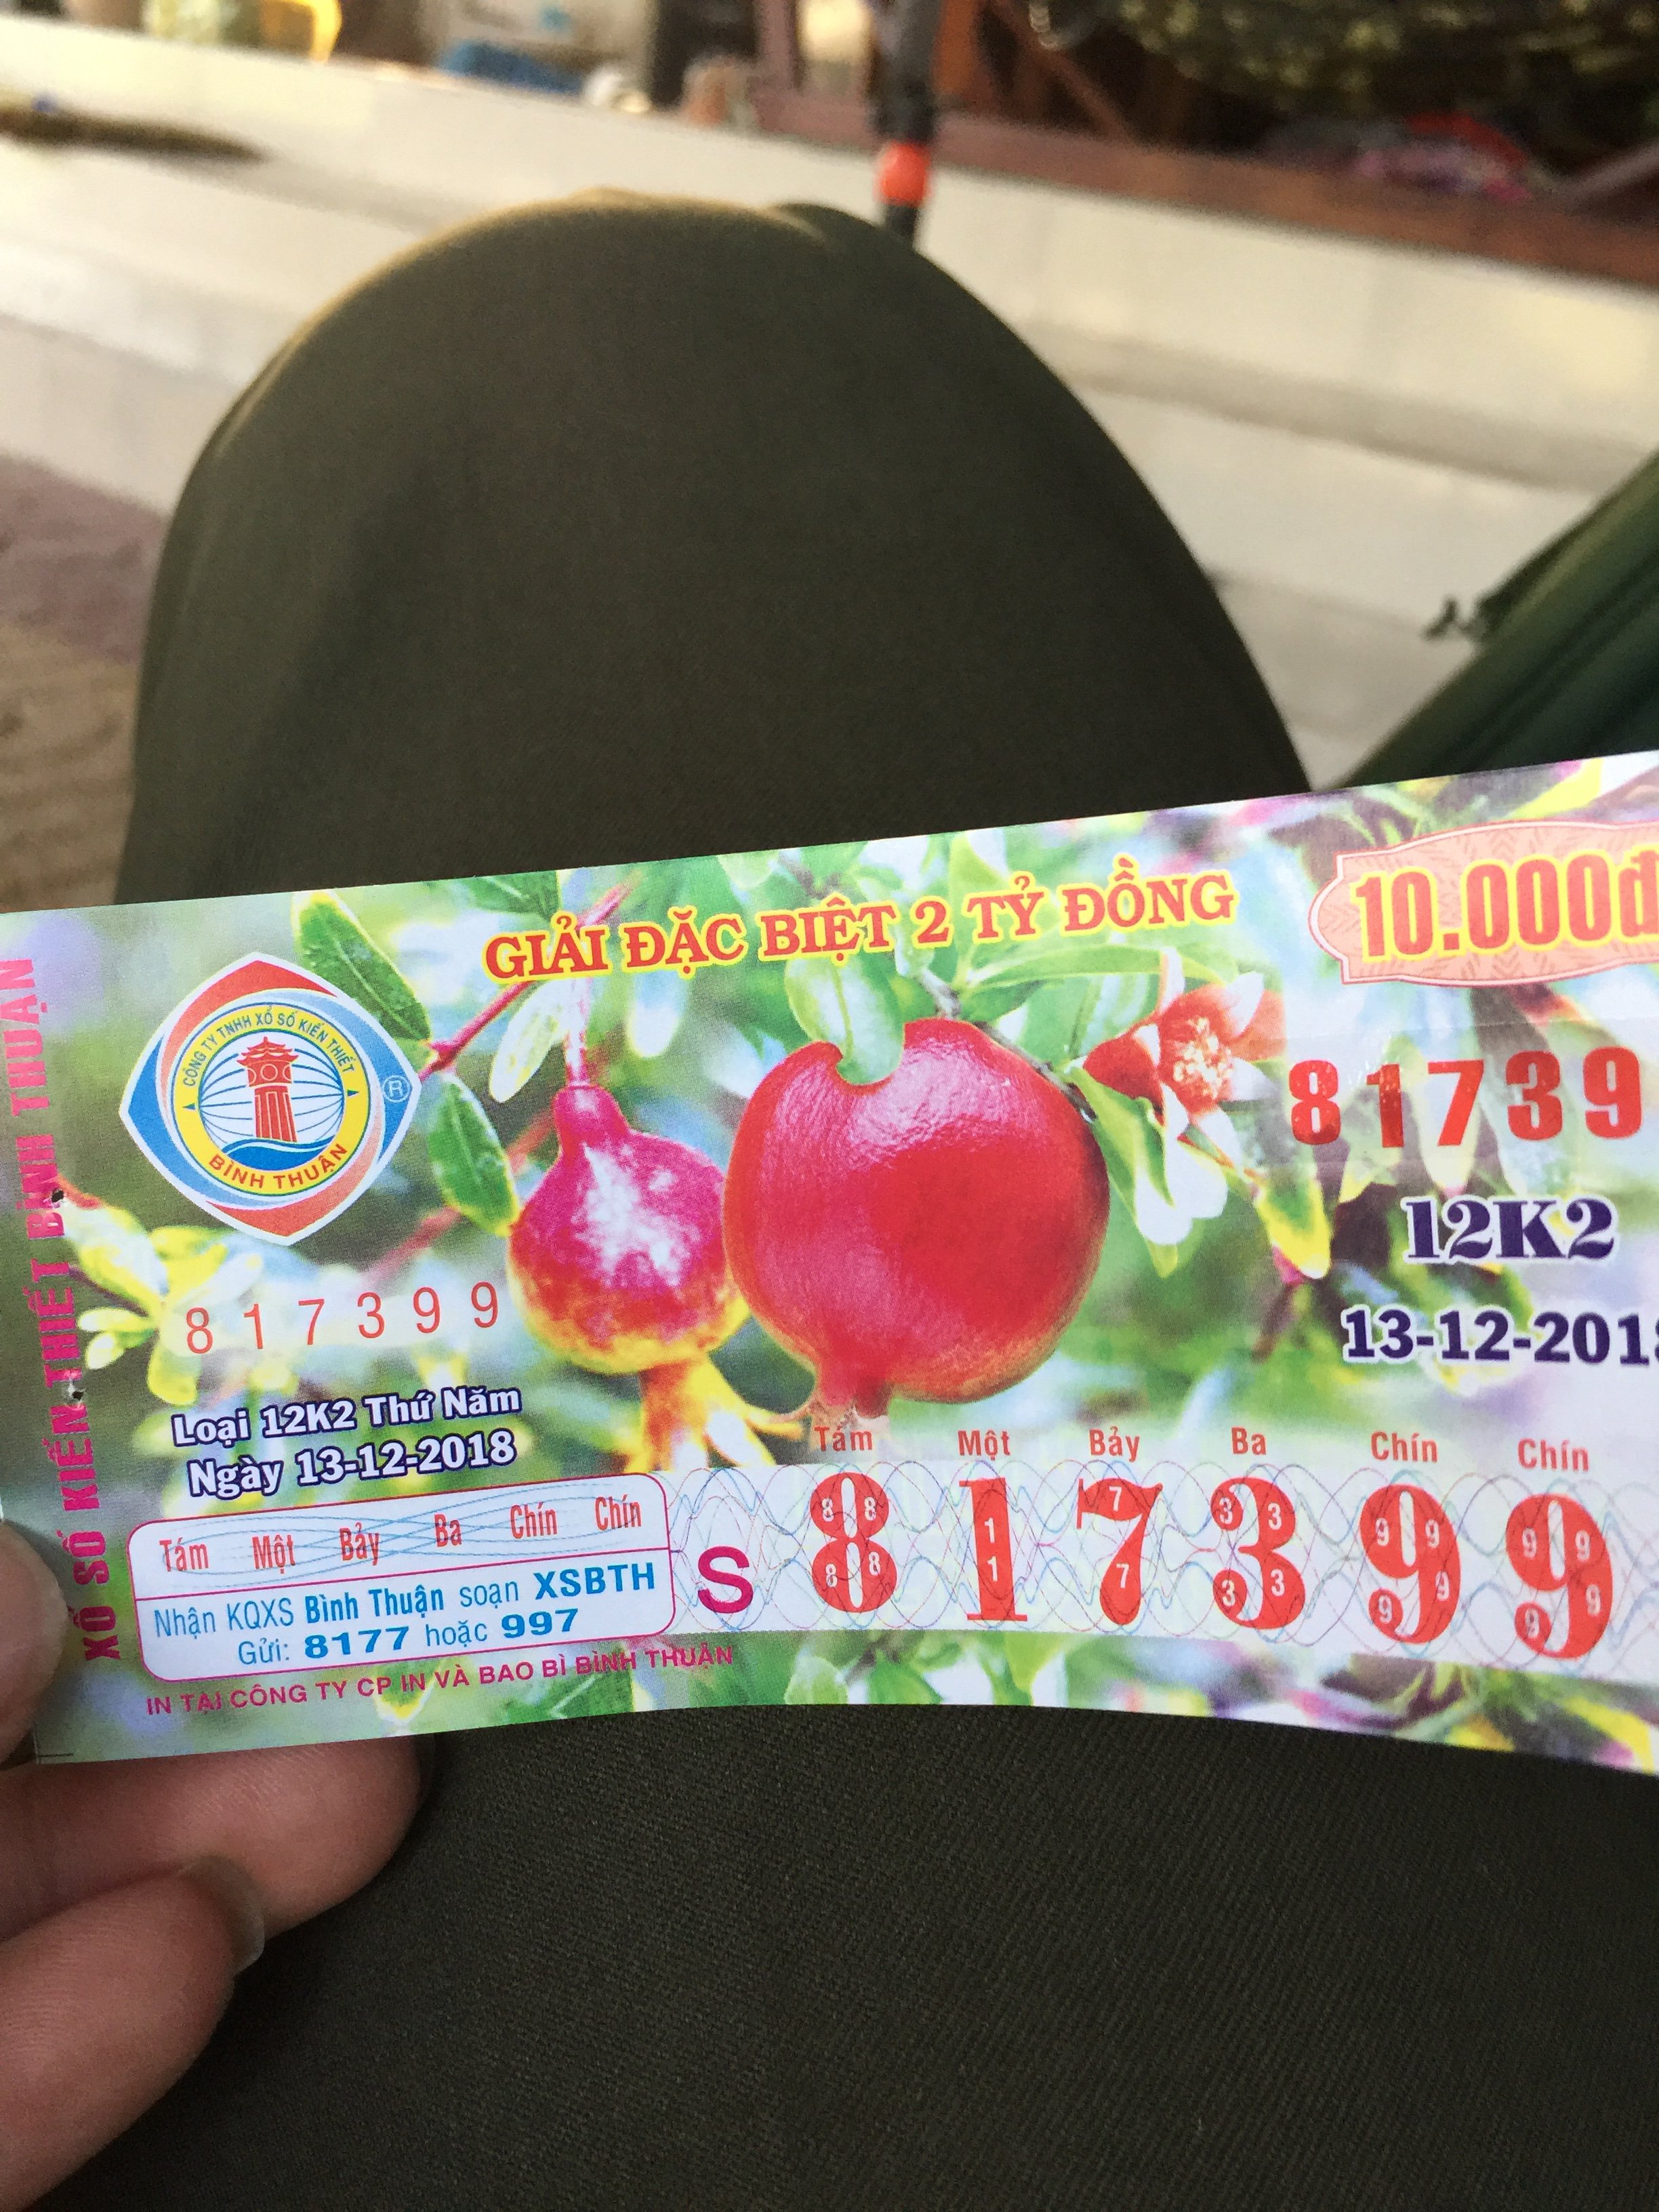 XỔ SỐ KIẾN THIẾT BÌNH THUẬN
GIẢI ĐẶC BIỆT 2 TỶ ĐỒNG
10.000đ
CÔNG TY TNHH XỔ SỐ KIẾN THIẾT
BÌNH THUẬN
®
81739
12K2
13-12-2018
817399
Loại 12K2 Thứ Năm
Ngày 13-12-2018
Tám Một Bảy Ba Chín Chín
Nhận KQXS Bình Thuận soạn XSBTH
Gửi: 8177 hoặc 997
IN TẠI CÔNG TY CP IN VÀ BAO BÌ BÌNH THUẬN
Tám Một Bảy Ba Chín Chín
S 817399